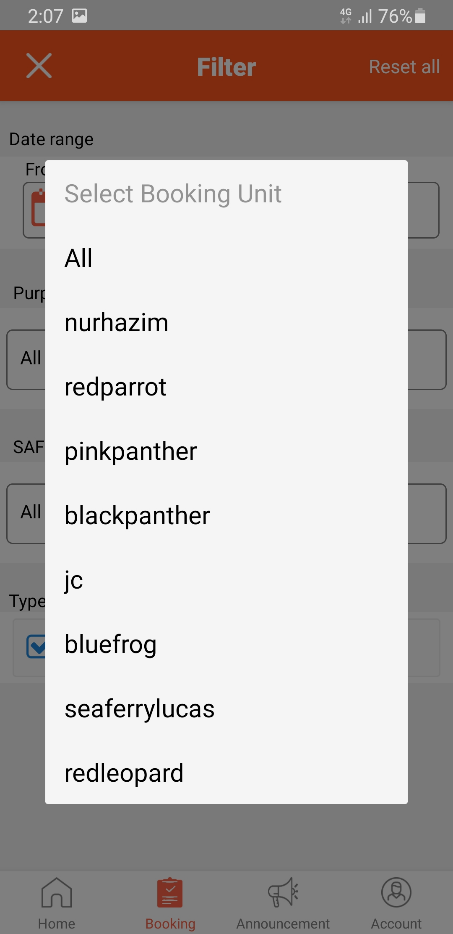 2:07
4G
76%
Filter
Reset all
Date range
Fro
Select Booking Unit
All
nurhazim
redparrot
Purp
All
pinkpanther
SAF
blackpanther
All
jc
Type
bluefrog
seaferrylucas
redleopard
Home
Booking
Announcement
Account